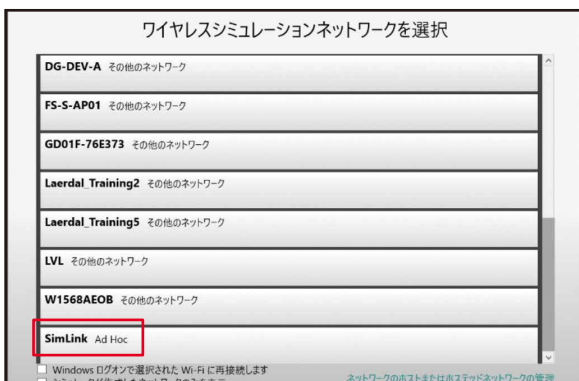 ワイヤレスシミュレーションネットワークを選択
DG-DEV-A その他のネットワーク
FS-S-AP01 その他のネットワーク
GD01F-76E373 その他のネットワーク
Laerdal_Training2 その他のネットワーク
Laerdal_Training5 その他のネットワーク
LVL その他のネットワーク
W1568AEOB その他のネットワーク
SimLink Ad Hoc
Windows ログオンで選択された Wi-Fi に再接続します
ネットワークのホストまたはホステッドネットワークの管理